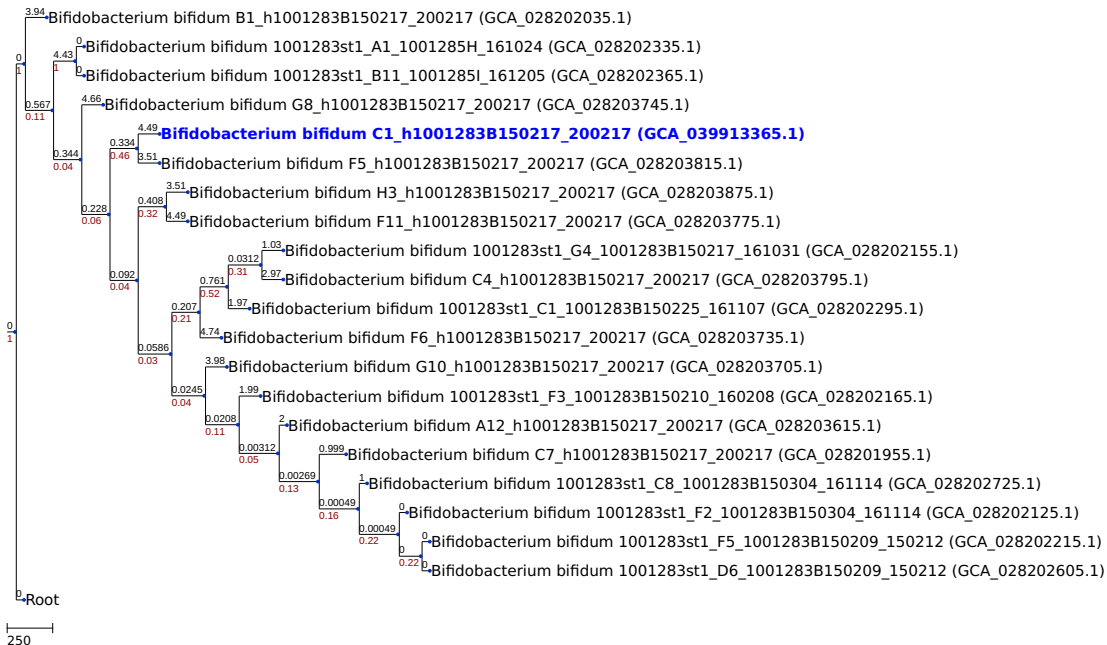 3.94 Bifidobacterium bifidum B1_h1001283B150217_200217 (GCA_028202035.1)
0 Bifidobacterium bifidum 1001283st1_A1_1001285H_161024 (GCA_028202335.1)
0 4.43
1 1
0 Bifidobacterium bifidum 1001283st1_B11_1001285I_161205 (GCA_028202365.1)
4.66 Bifidobacterium bifidum G8_h1001283B150217_200217 (GCA_028203745.1)
0.567
0.11
4.49 Bifidobacterium bifidum C1_h1001283B150217_200217 (GCA_039913365.1)
0.334
0.46
0.344
0.04
3.51 Bifidobacterium bifidum F5_h1001283B150217_200217 (GCA_028203815.1)
3.51 Bifidobacterium bifidum H3_h1001283B150217_200217 (GCA_028203875.1)
0.408
0.32
0.228
0.06
4.49 Bifidobacterium bifidum F11_h1001283B150217_200217 (GCA_028203775.1)
1.03 Bifidobacterium bifidum 1001283st1_G4_1001283B150217_161031 (GCA_028202155.1)
0.0312
0.31
0.092
0.04
2.97 Bifidobacterium bifidum C4_h1001283B150217_200217 (GCA_028203795.1)
0.761
0.52
1.97 Bifidobacterium bifidum 1001283st1_C1_1001283B150225_161107 (GCA_028202295.1)
0.207
0.21
0
1
4.74 Bifidobacterium bifidum F6_h1001283B150217_200217 (GCA_028203735.1)
0.0586
0.03
3.98 Bifidobacterium bifidum G10_h1001283B150217_200217 (GCA_028203705.1)
0.0245
0.04
1.99 Bifidobacterium bifidum 1001283st1_F3_1001283B150210_160208 (GCA_028202165.1)
0.0208
0.11
2 Bifidobacterium bifidum A12_h1001283B150217_200217 (GCA_028203615.1)
0.00312
0.05
0.999 Bifidobacterium bifidum C7_h1001283B150217_200217 (GCA_028201955.1)
0.00269
0.13
1 Bifidobacterium bifidum 1001283st1_C8_1001283B150304_161114 (GCA_028202725.1)
0.00049
0.16
0 Bifidobacterium bifidum 1001283st1_F2_1001283B150304_161114 (GCA_028202125.1)
0.00049
0.22
0 Bifidobacterium bifidum 1001283st1_F5_1001283B150209_150212 (GCA_028202215.1)
0
0.22
0 Bifidobacterium bifidum 1001283st1_D6_1001283B150209_150212 (GCA_028202605.1)
0 Root
250